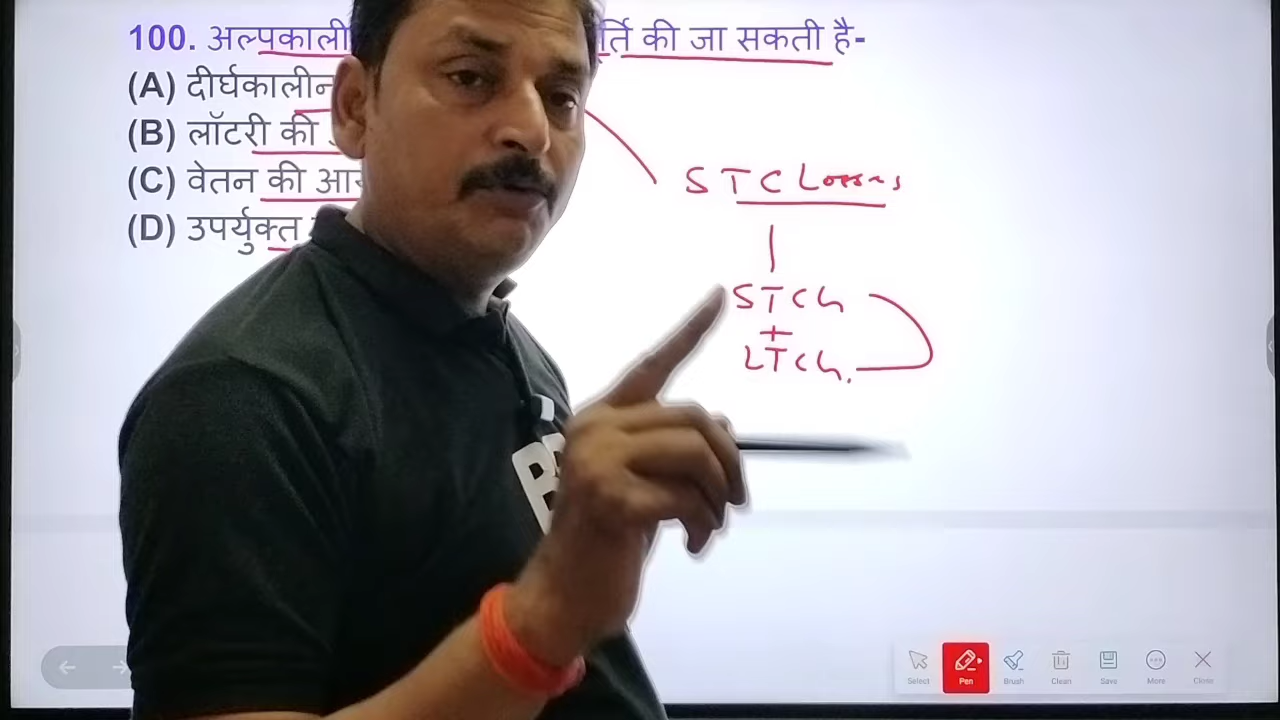 100. अल्पकाली र्ति की जा सकती है-
(A) दीर्घकालीन
(B) लॉटरी की
(C) वेतन की आय
(D) उपर्युक्त
STC Losses
STCG
+
LTCG.
Select Pen Brush Clean Save More Close